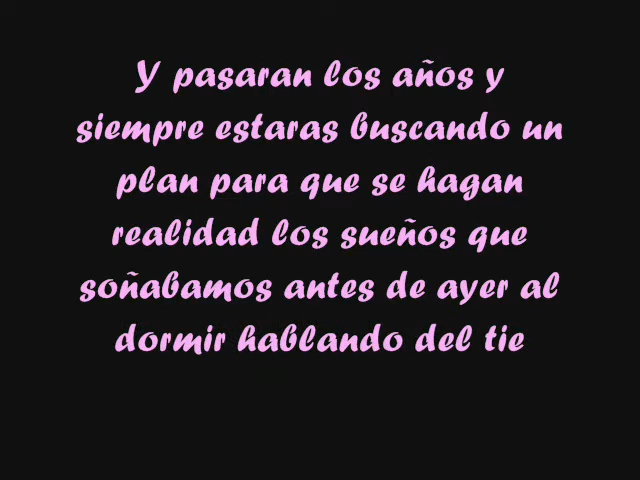 Y pasaran los años y
siempre estaras buscando un
plan para que se hagan
realidad los sueños que
soñabamos antes de ayer al
dormir hablando del tie